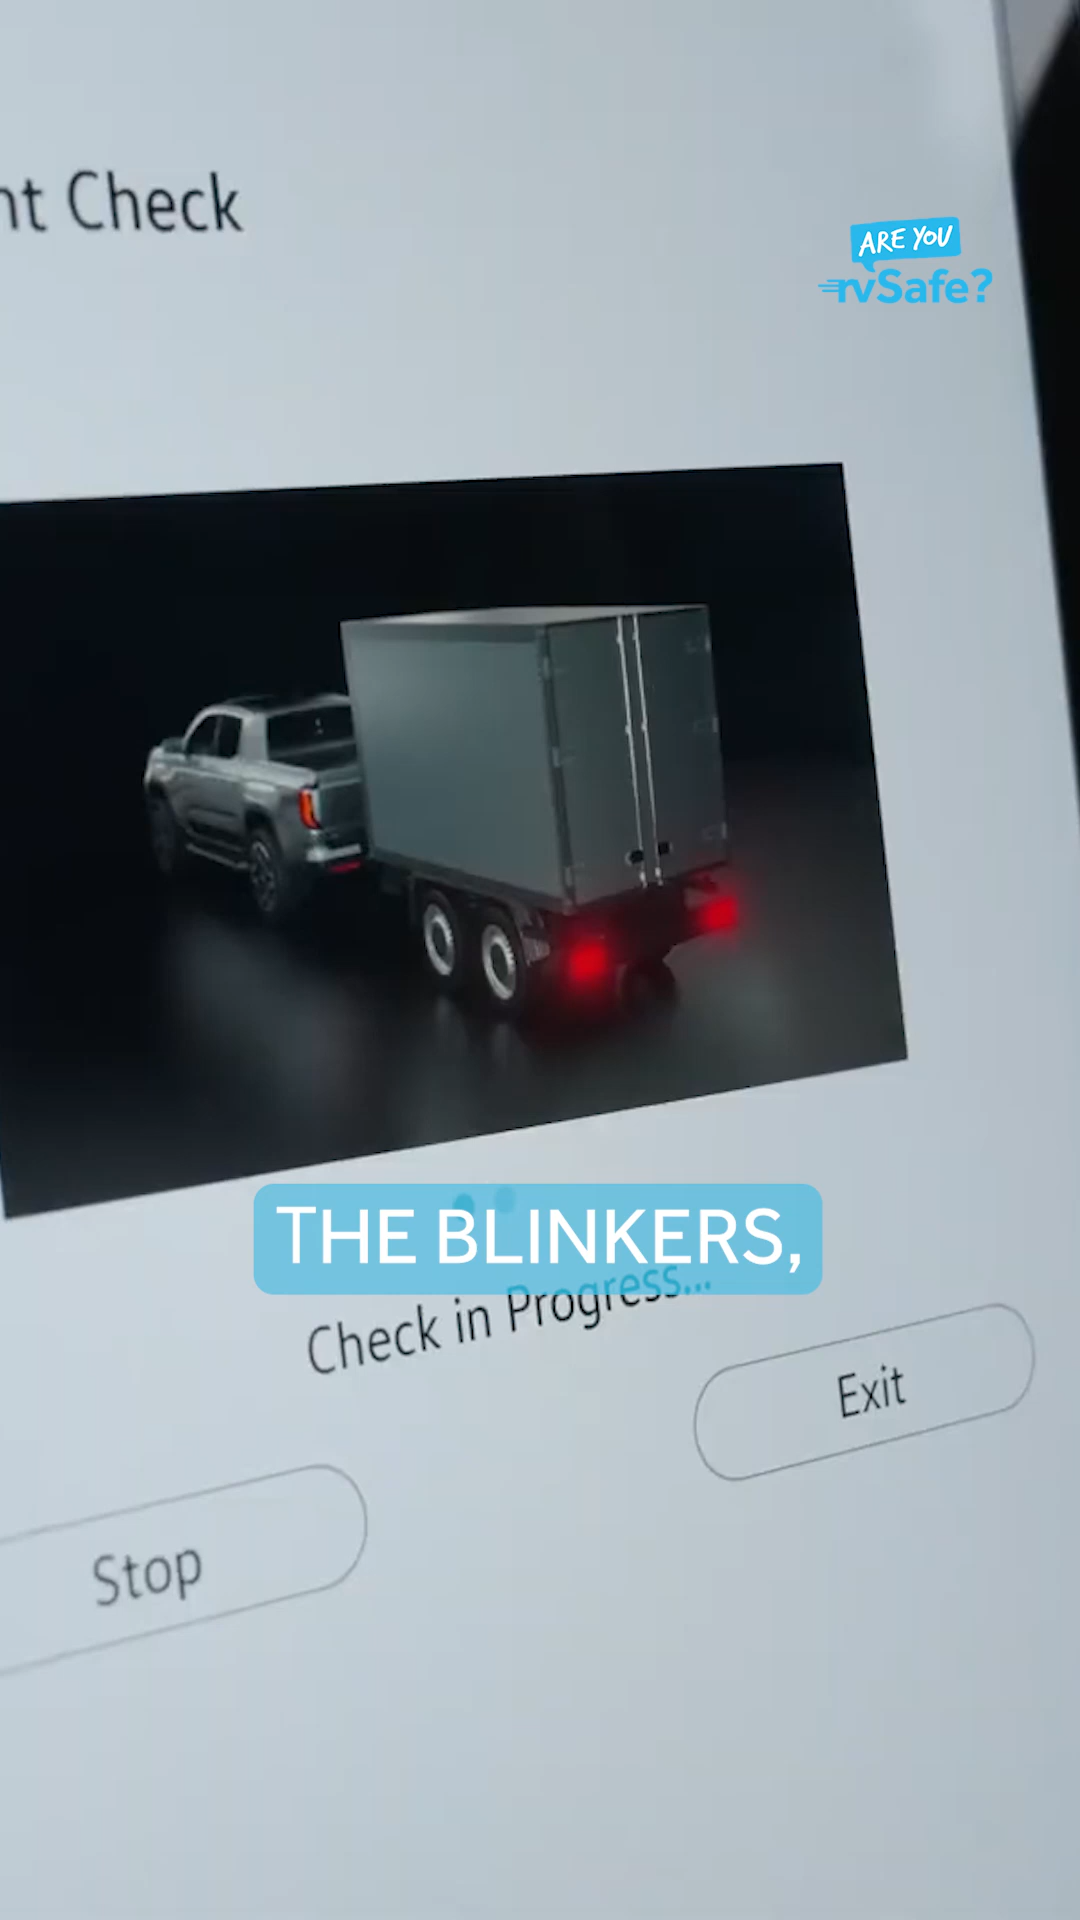 nt Check
ARE YOU
rvSafe?
THE BLINKERS,
Check in Progress...
Exit
Stop